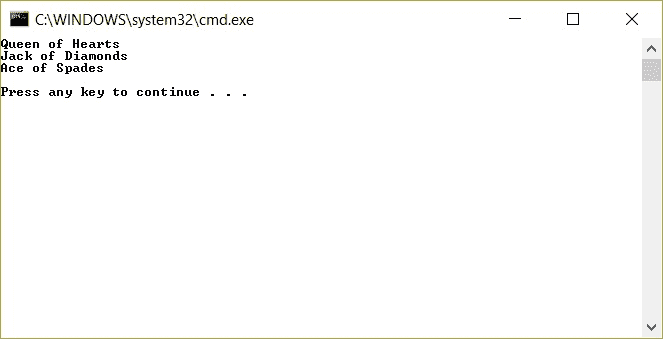 C:\WINDOWS\system32\cmd.exe
Queen of Hearts
Jack of Diamonds
Ace of Spades
Press any key to continue . . .